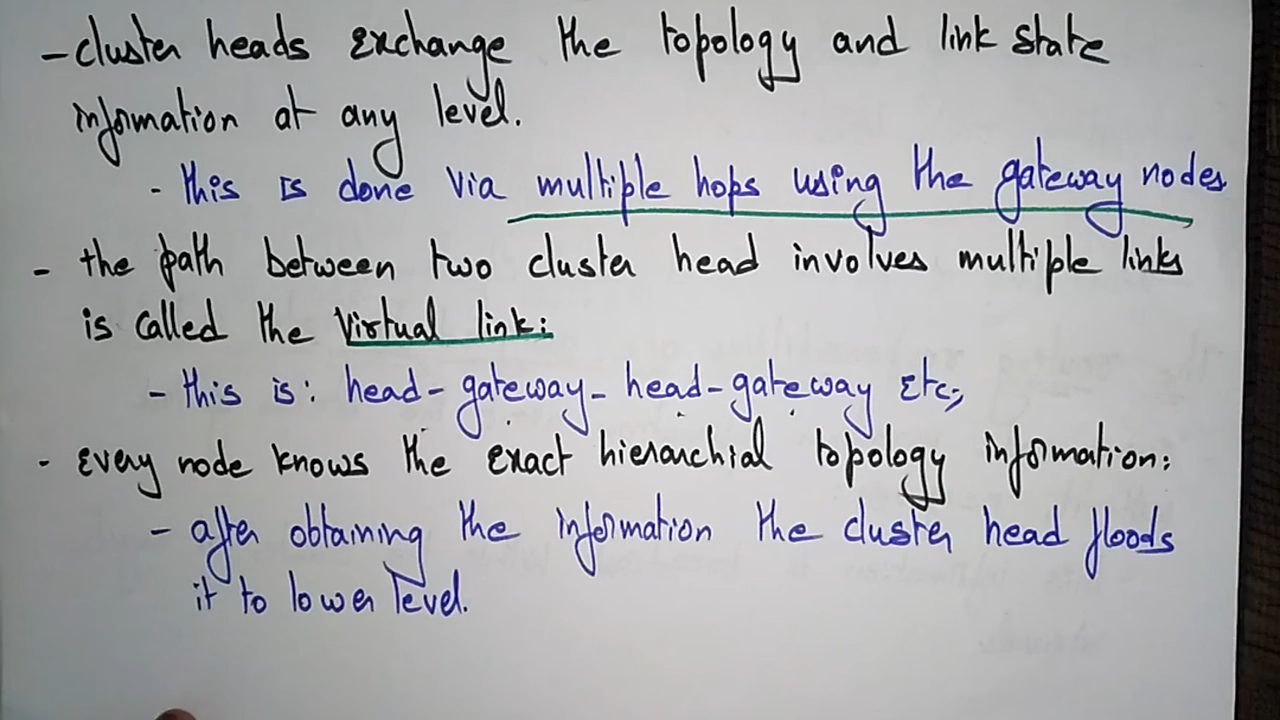 - cluster heads exchange the topology and link state
information at any level.
- this is done via multiple hops using the gateway nodes
- the path between two cluster head involves multiple links
is called the virtual link:
- this is: head-gateway-head-gateway etc;
- Every node knows the exact hierarchial topology information:
- after obtaining the information the cluster head floods
it to lower level.